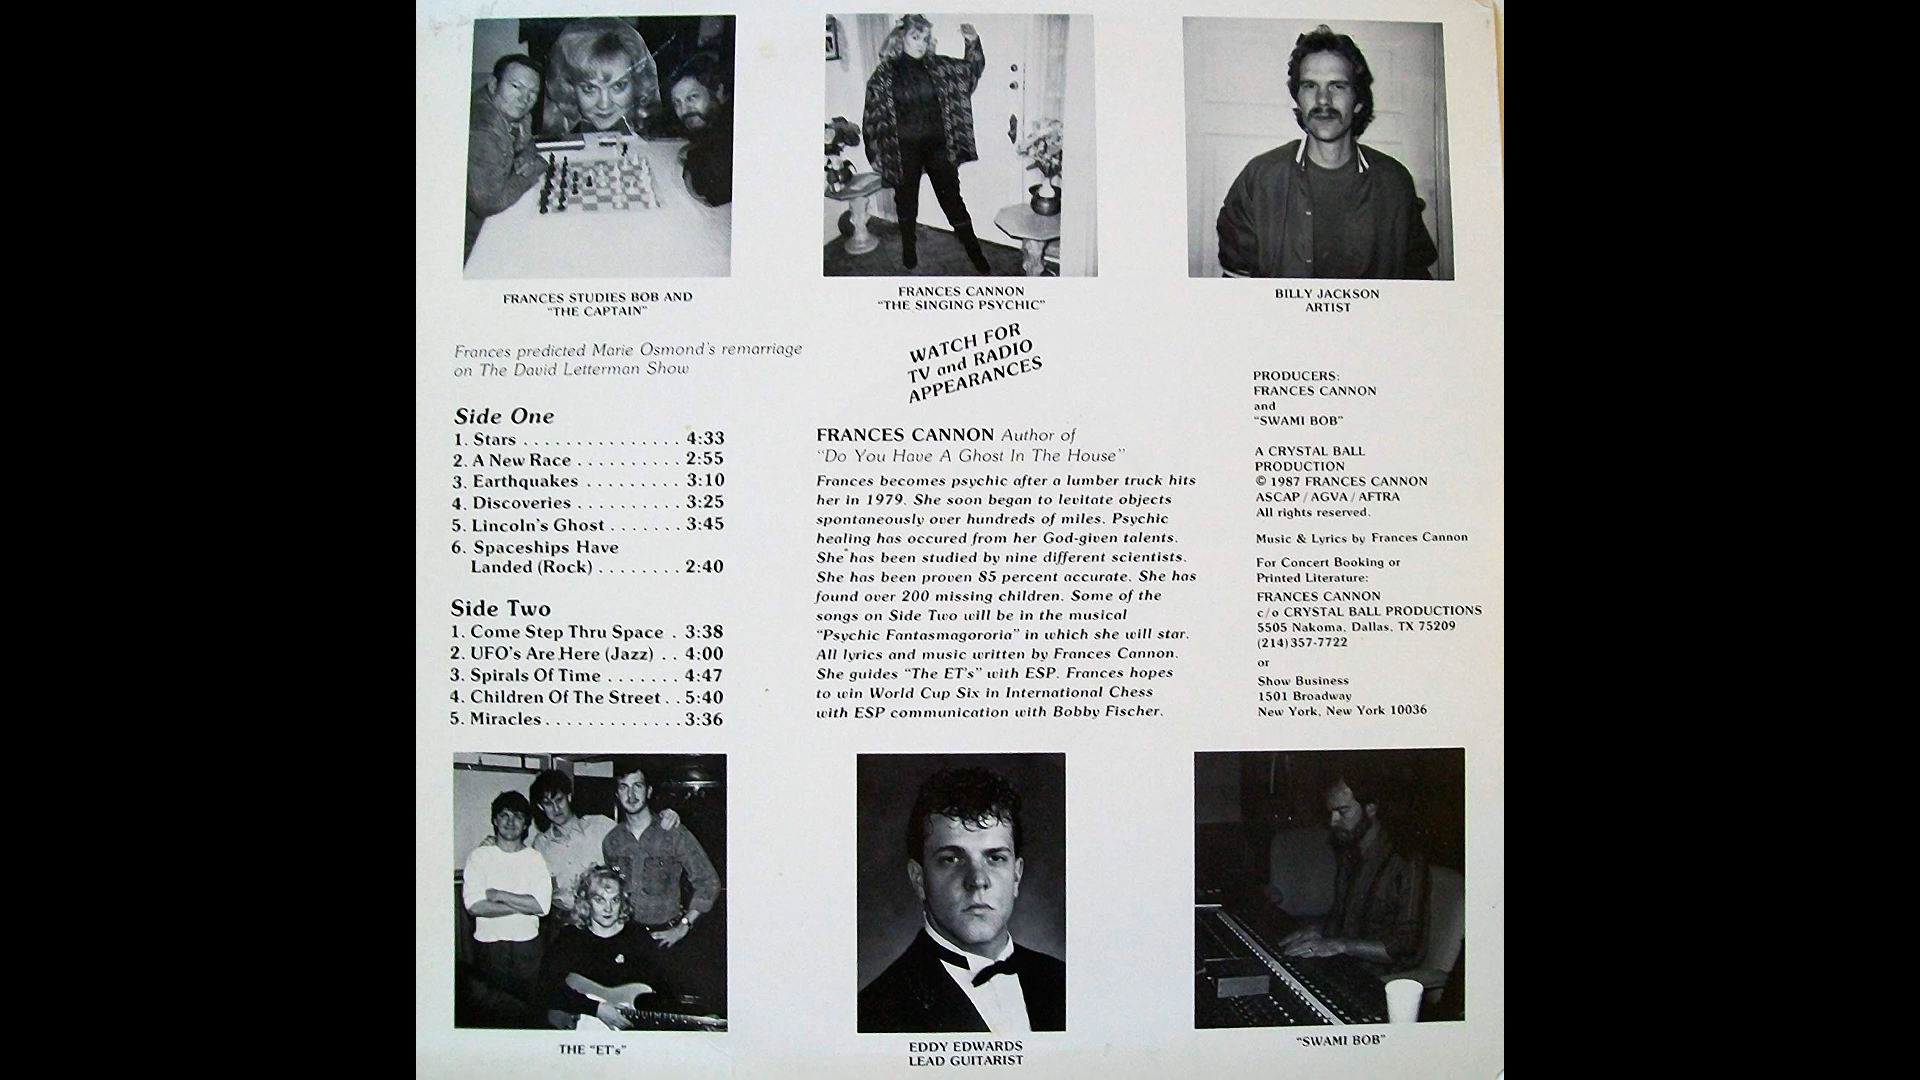 FRANCES STUDIES BOB AND
"THE CAPTAIN"
FRANCES CANNON
"THE SINGING PSYCHIC"
BILLY JACKSON
ARTIST
Frances predicted Marie Osmond's remarriage
on The David Letterman Show
WATCH FOR
TV and RADIO
APPEARANCES
Side One
1. Stars . . . . . . . . . . . . . . . 4:33
2. A New Race . . . . . . . . . . 2:55
3. Earthquakes . . . . . . . . . 3:10
4. Discoveries . . . . . . . . . . 3:25
5. Lincoln's Ghost . . . . . . . 3:45
6. Spaceships Have
Landed (Rock) . . . . . . . . 2:40
Side Two
1. Come Step Thru Space . 3:38
2. UFO's Are Here (Jazz) . . 4:00
3. Spirals Of Time . . . . . . . 4:47
4. Children Of The Street . . 5:40
5. Miracles . . . . . . . . . . . . . 3:36
FRANCES CANNON Author of
"Do You Have A Ghost In The House"
Frances becomes psychic after a lumber truck hits
her in 1979. She soon began to levitate objects
spontaneously over hundreds of miles. Psychic
healing has occured from her God-given talents.
She has been studied by nine different scientists.
She has been proven 85 percent accurate. She has
found over 200 missing children. Some of the
songs on Side Two will be in the musical
"Psychic Fantasmagororia" in which she will star.
All lyrics and music written by Frances Cannon.
She guides "The ET's" with ESP. Frances hopes
to win World Cup Six in International Chess
with ESP communication with Bobby Fischer.
PRODUCERS:
FRANCES CANNON
and
"SWAMI BOB"
A CRYSTAL BALL
PRODUCTION
© 1987 FRANCES CANNON
ASCAP / AGVA / AFTRA
All rights reserved.
Music & Lyrics by Frances Cannon
For Concert Booking or
Printed Literature:
FRANCES CANNON
c/o CRYSTAL BALL PRODUCTIONS
5505 Nakoma, Dallas, TX 75209
(214)357-7722
or
Show Business
1501 Broadway
New York, New York 10036
THE "ET's"
EDDY EDWARDS
LEAD GUITARIST
"SWAMI BOB"